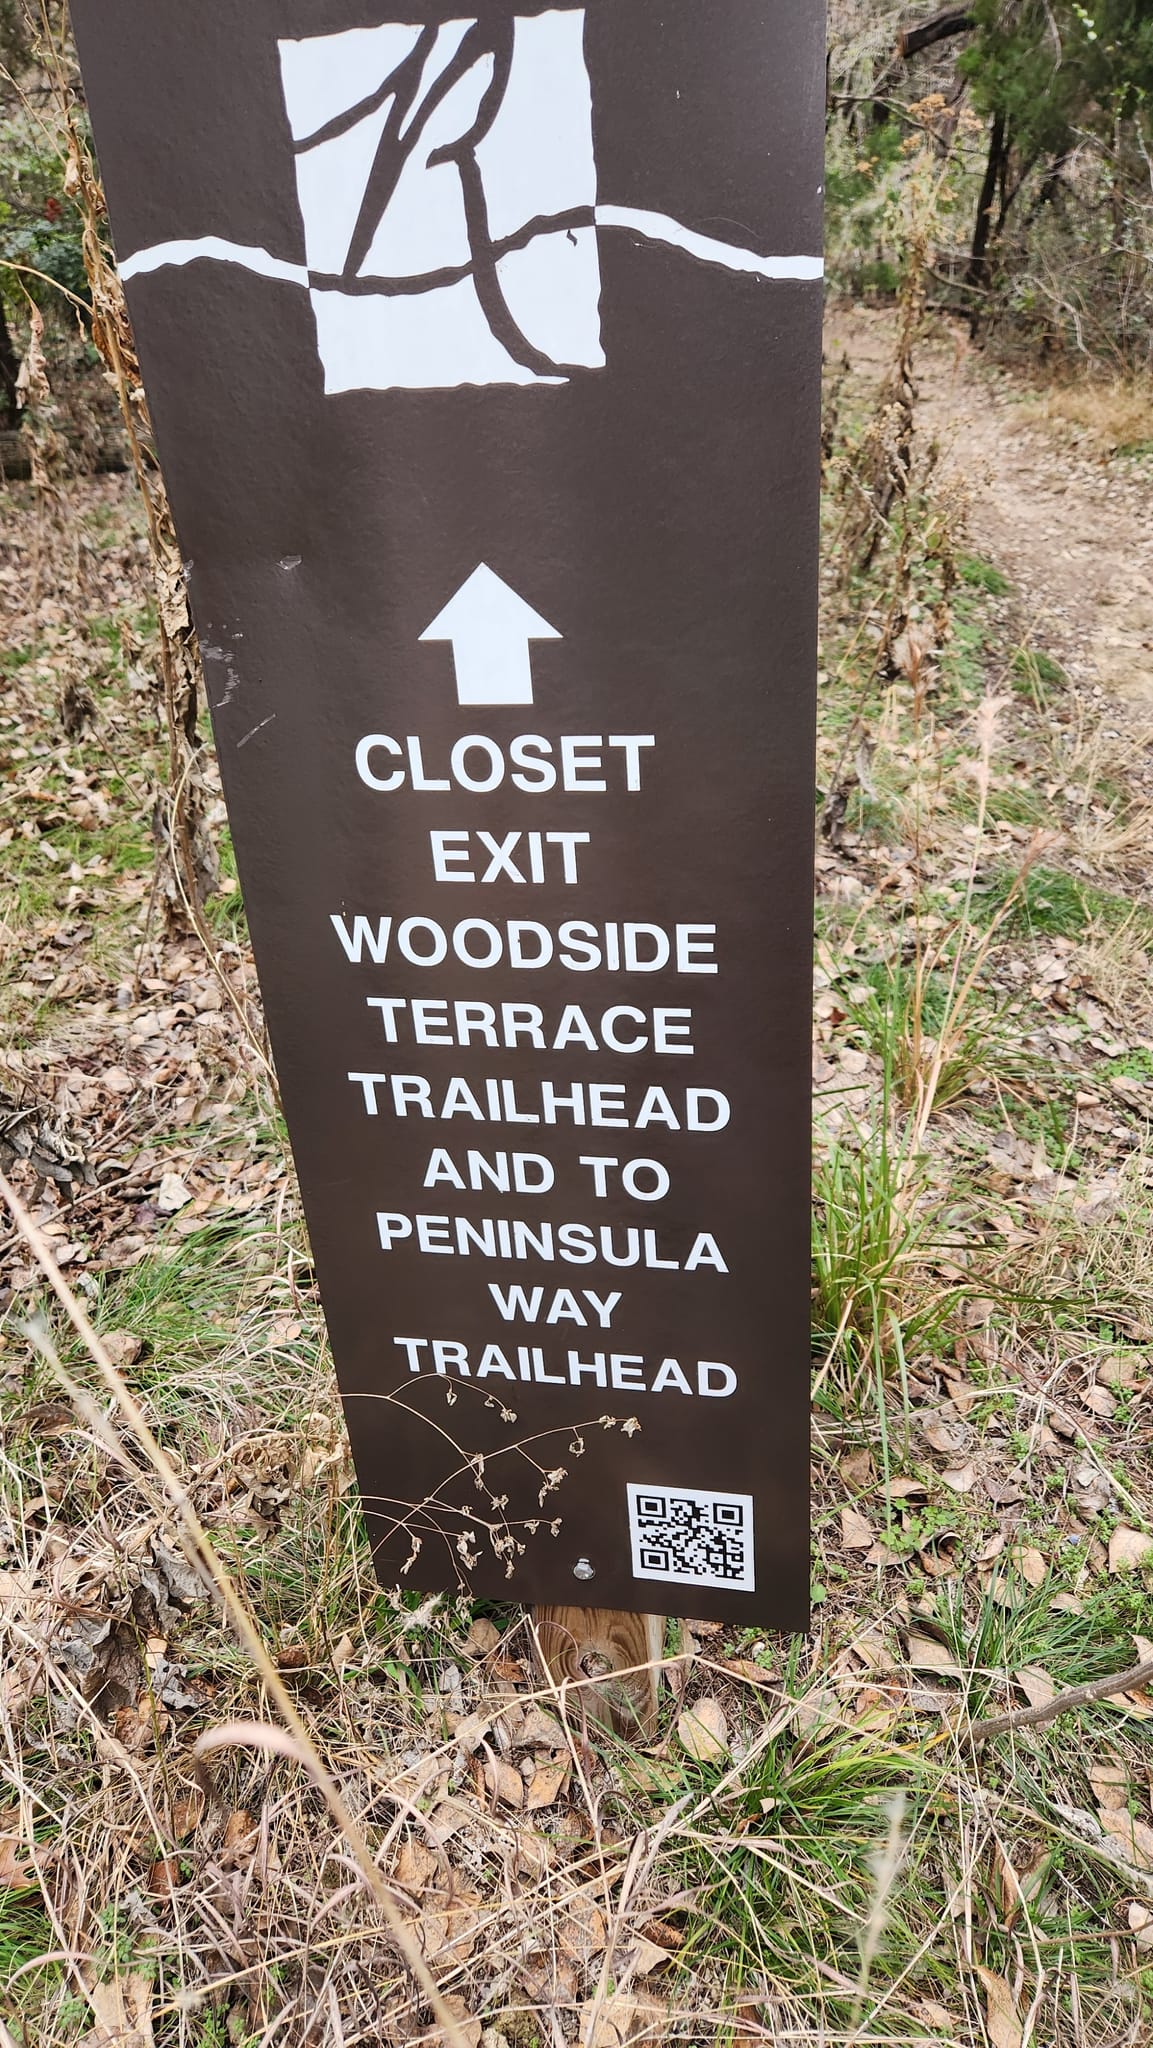 CLOSET
EXIT
WOODSIDE
TERRACE
TRAILHEAD
AND TO
PENINSULA
WAY
TRAILHEAD